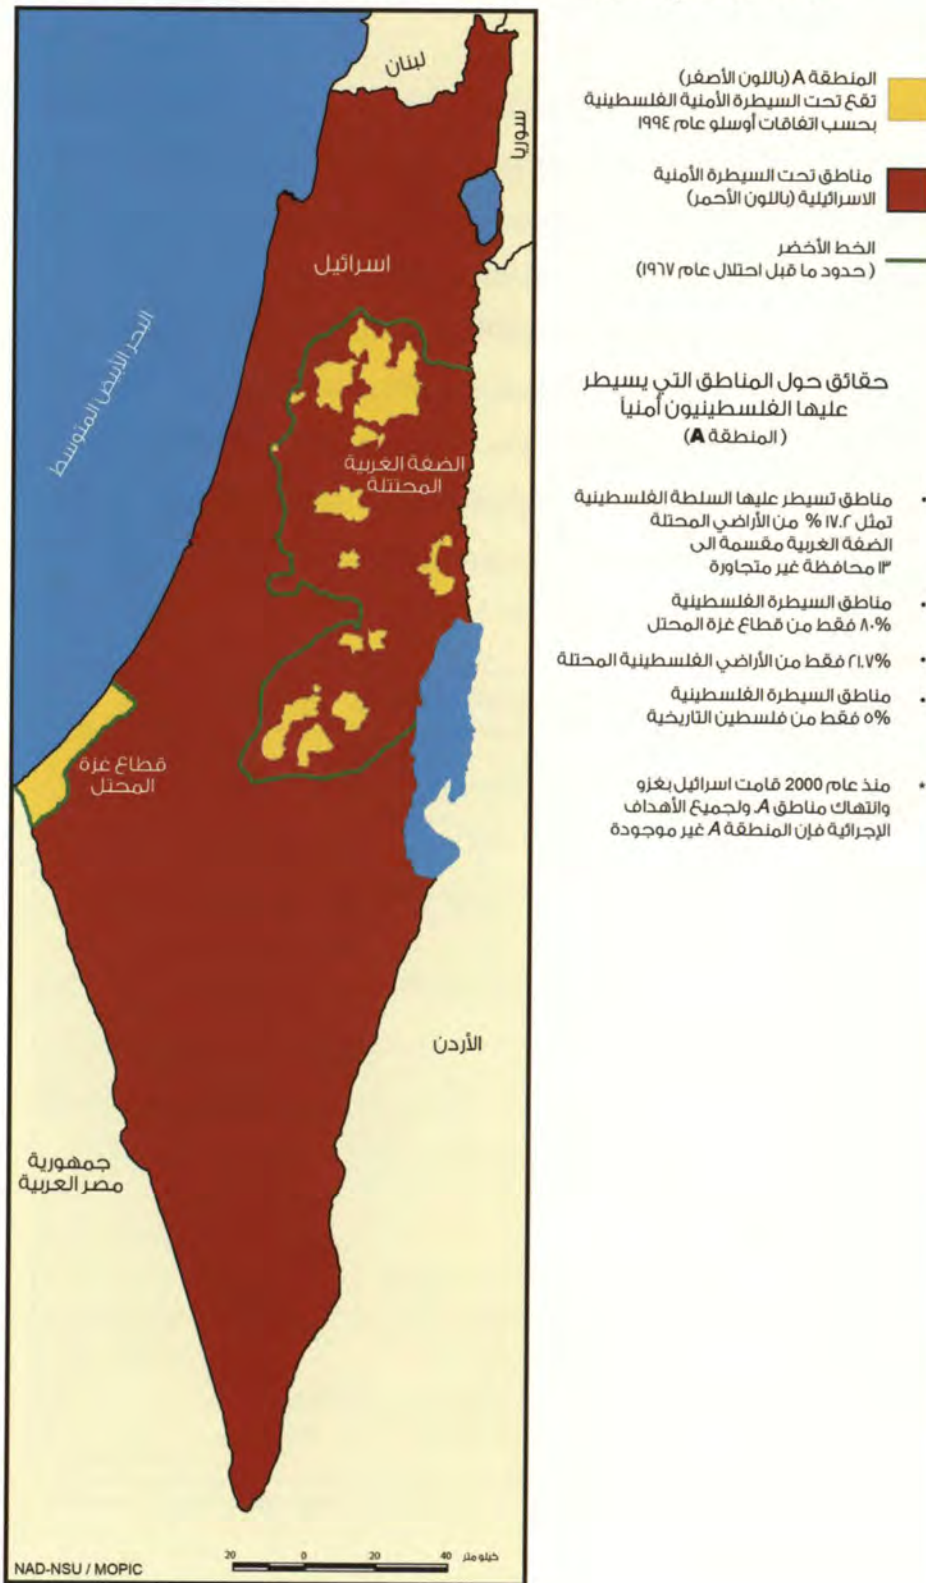 لبنان
سوريا
اسرائيل
البحر الأبيض المتوسط
الضفة الغربية
المحتلة
قطاع غزة
المحتل
الأردن
جمهورية
مصر العربية
NAD-NSU / MOPIC
20 0 20 40 كيلو متر
المنطقة A (باللون الأصفر)
تقع تحت السيطرة الأمنية الفلسطينية
بحسب اتفاقات أوسلو عام ١٩٩٤
مناطق تحت السيطرة الأمنية
الاسرائيلية (باللون الأحمر)
الخط الأخضر
( حدود ما قبل احتلال عام ١٩٦٧)
حقائق حول المناطق التي يسيطر
عليها الفلسطينيون أمنياً
( المنطقة A)
• مناطق تسيطر عليها السلطة الفلسطينية
تمثل ١٧.٢ % من الأراضي المحتلة
الضفة الغربية مقسمة الى
١٣ محافظة غير متجاورة
• مناطق السيطرة الفلسطينية
٨٠% فقط من قطاع غزة المحتل
• ٢١.٧% فقط من الأراضي الفلسطينية المحتلة
• مناطق السيطرة الفلسطينية
٥% فقط من فلسطين التاريخية
* منذ عام 2000 قامت اسرائيل بغزو
وانتهاك مناطق A. ولجميع الأهداف
الإجرائية فإن المنطقة A غير موجودة